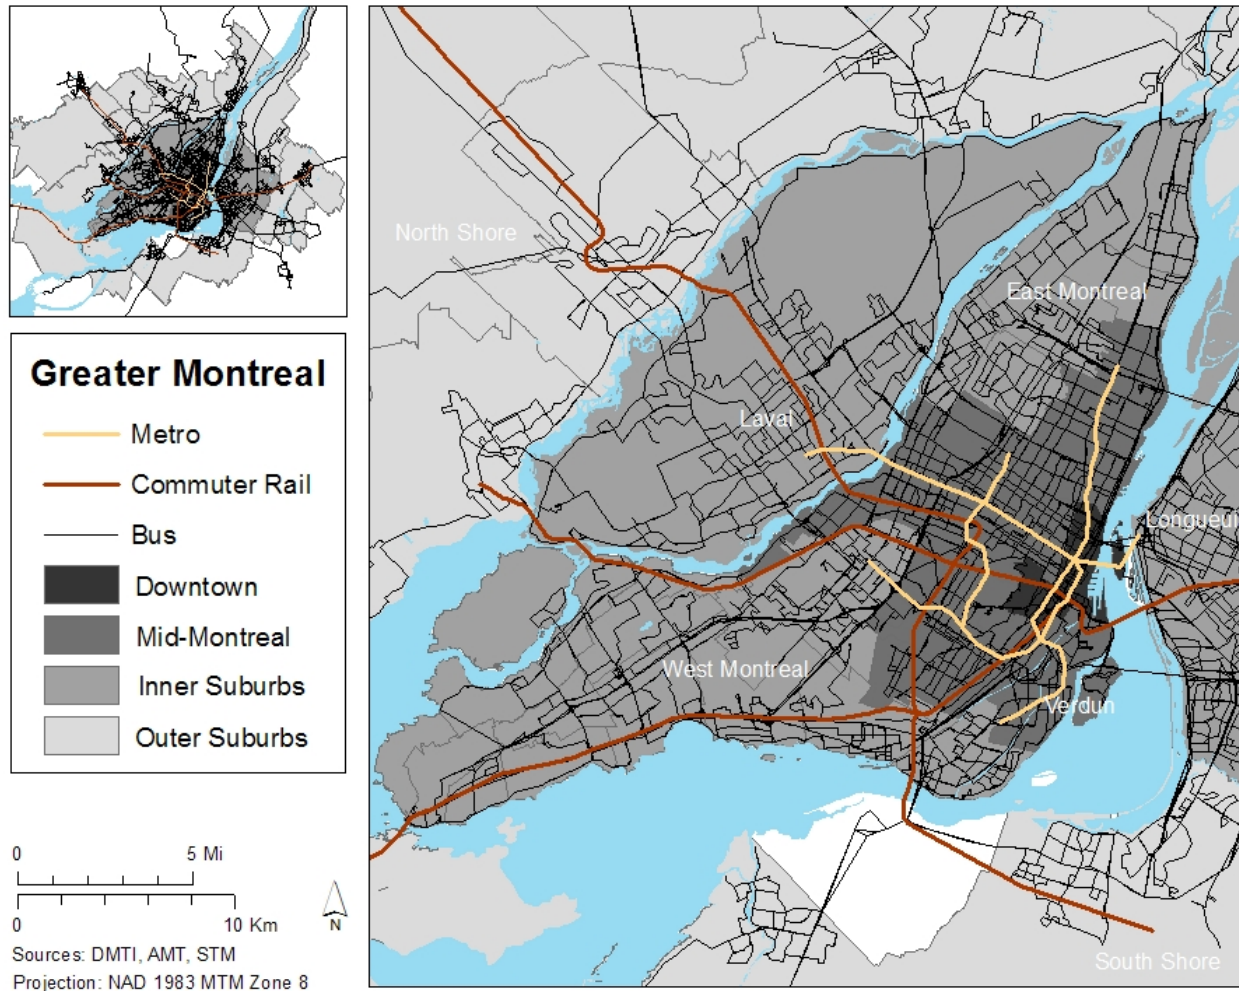 North Shore
East Montreal
Laval
Longueui
West Montreal
Verdun
South Shore
Greater Montreal
Metro
Commuter Rail
Bus
Downtown
Mid-Montreal
Inner Suburbs
Outer Suburbs
0 5 Mi
0 10 Km
N
Sources: DMTI, AMT, STM
Projection: NAD 1983 MTM Zone 8